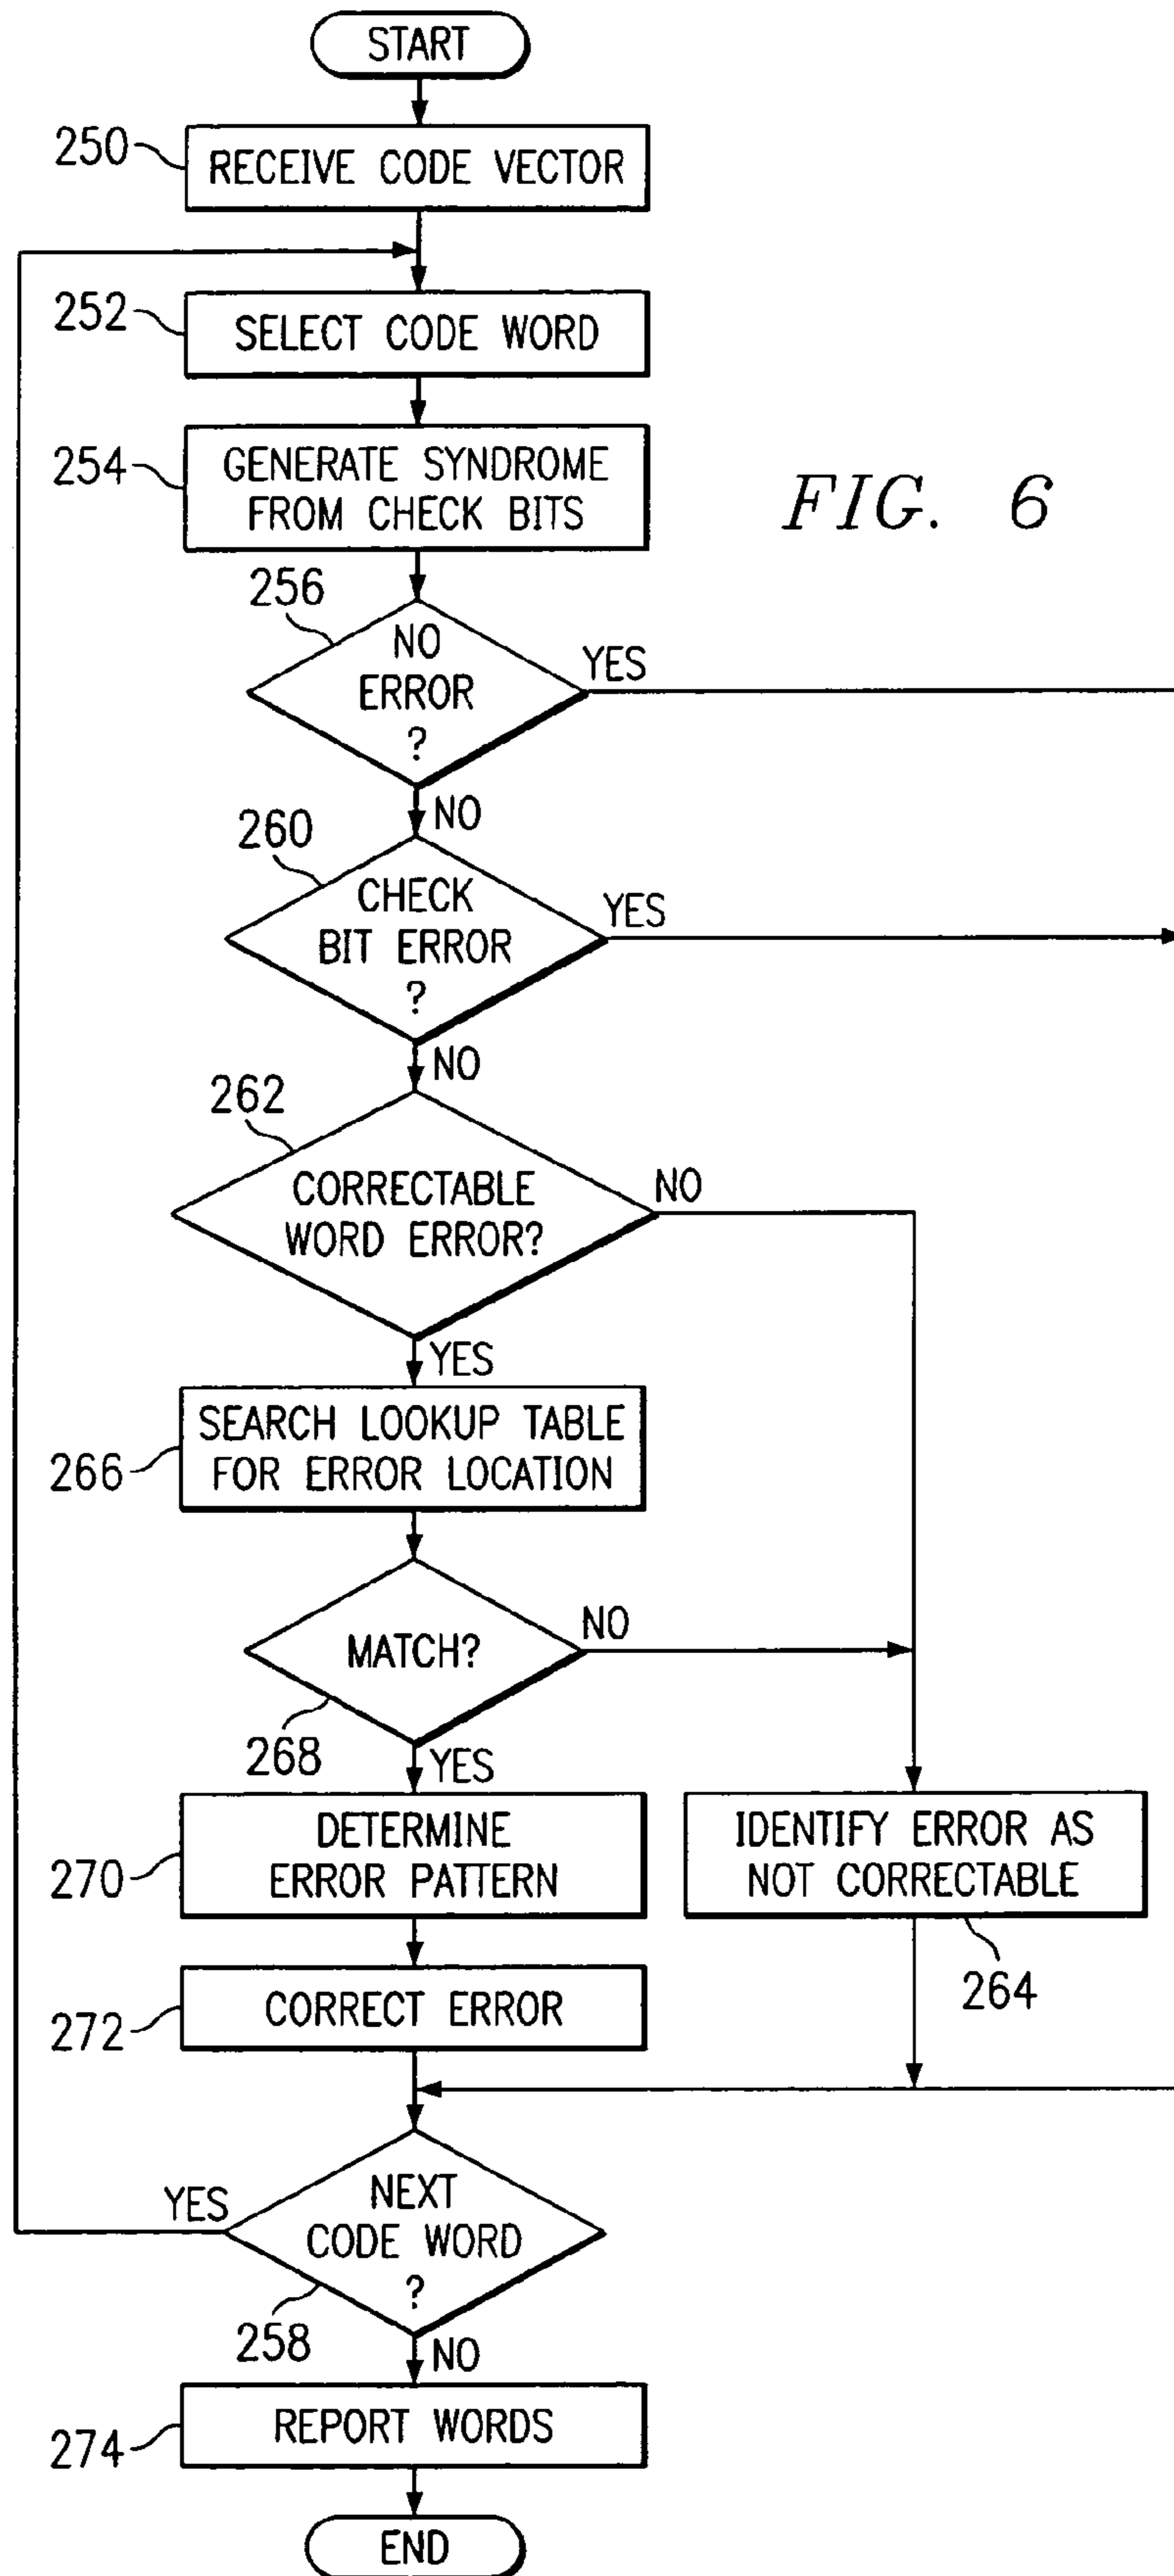 START
250
RECEIVE CODE VECTOR
252
SELECT CODE WORD
254
GENERATE SYNDROME
FROM CHECK BITS
FIG. 6
256
NO
ERROR
?
YES
NO
260
CHECK
BIT ERROR
?
YES
NO
262
CORRECTABLE
WORD ERROR?
NO
YES
266
SEARCH LOOKUP TABLE
FOR ERROR LOCATION
MATCH?
NO
268
YES
270
DETERMINE
ERROR PATTERN
IDENTIFY ERROR AS
NOT CORRECTABLE
264
272
CORRECT ERROR
YES
NEXT
CODE WORD
?
258
NO
274
REPORT WORDS
END